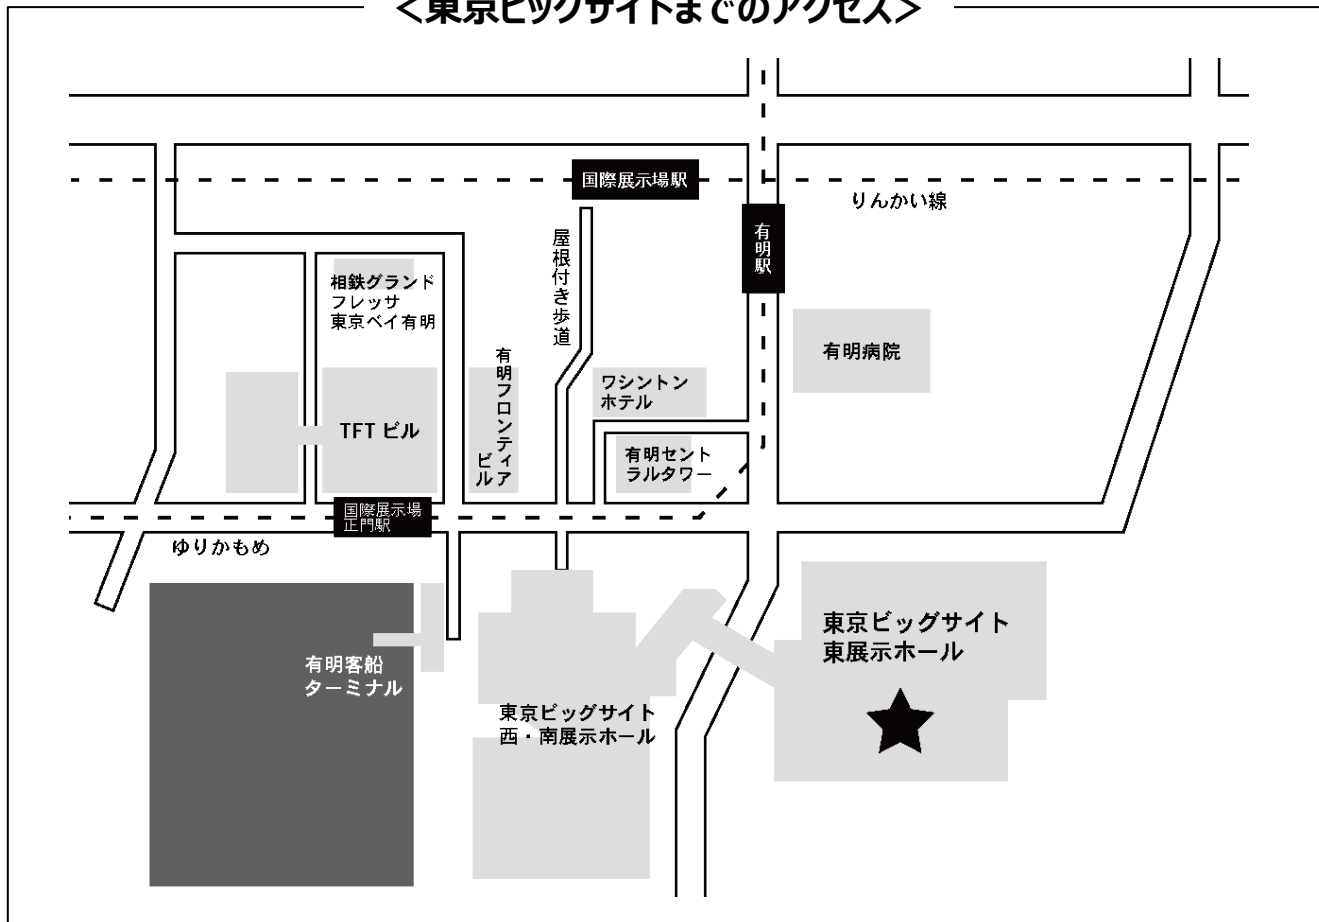 ＜東京ビックサイトまでのアクセス＞
国際展示場駅
りんかい線
有明駅
屋根付き歩道
相鉄グランド
フレッサ
東京ベイ有明
有明病院
有明フロンティア
ビル
ワシントン
ホテル
TFT ビル
有明セント
ラルタワー
国際展示場
正門駅
ゆりかもめ
東京ビッグサイト
東展示ホール
有明客船
ターミナル
東京ビッグサイト
西・南展示ホール